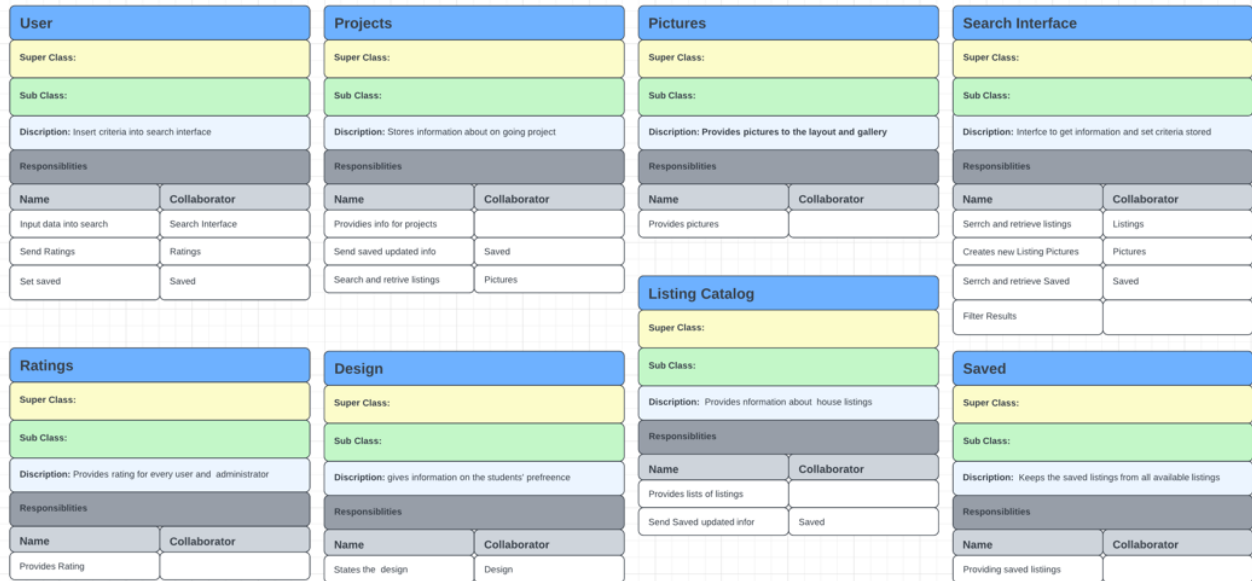 User
Super Class:
Sub Class:
Discription: Insert criteria into search interface
Responsiblities
Name Collaborator
Input data into search Search Interface
Send Ratings Ratings
Set saved Saved
Projects
Super Class:
Sub Class:
Discription: Stores information about on going project
Responsiblities
Name Collaborator
Provides info for projects
Send saved updated info Saved
Search and retrive listings Pictures
Pictures
Super Class:
Sub Class:
Discription: Provides pictures to the layout and gallery
Responsiblities
Name Collaborator
Provides pictures
Search Interface
Super Class:
Sub Class:
Discription: Interfce to get information and set criteria stored
Responsiblities
Name Collaborator
Serrch and retrieve listings Listings
Creates new Listing Pictures Pictures
Serrch and retrieve Saved Saved
Filter Results
Ratings
Super Class:
Sub Class:
Discription: Provides rating for every user and administrator
Responsiblities
Name Collaborator
Provides Rating
Design
Super Class:
Sub Class:
Discription: gives information on the students' prefreence
Responsiblities
Name Collaborator
States the design Design
Listing Catalog
Super Class:
Sub Class:
Discription: Provides nformation about house listings
Responsiblities
Name Collaborator
Provides lists of listings
Send Saved updated infor Saved
Saved
Super Class:
Sub Class:
Discription: Keeps the saved listings from all available listings
Responsiblities
Name Collaborator
Providing saved listiings